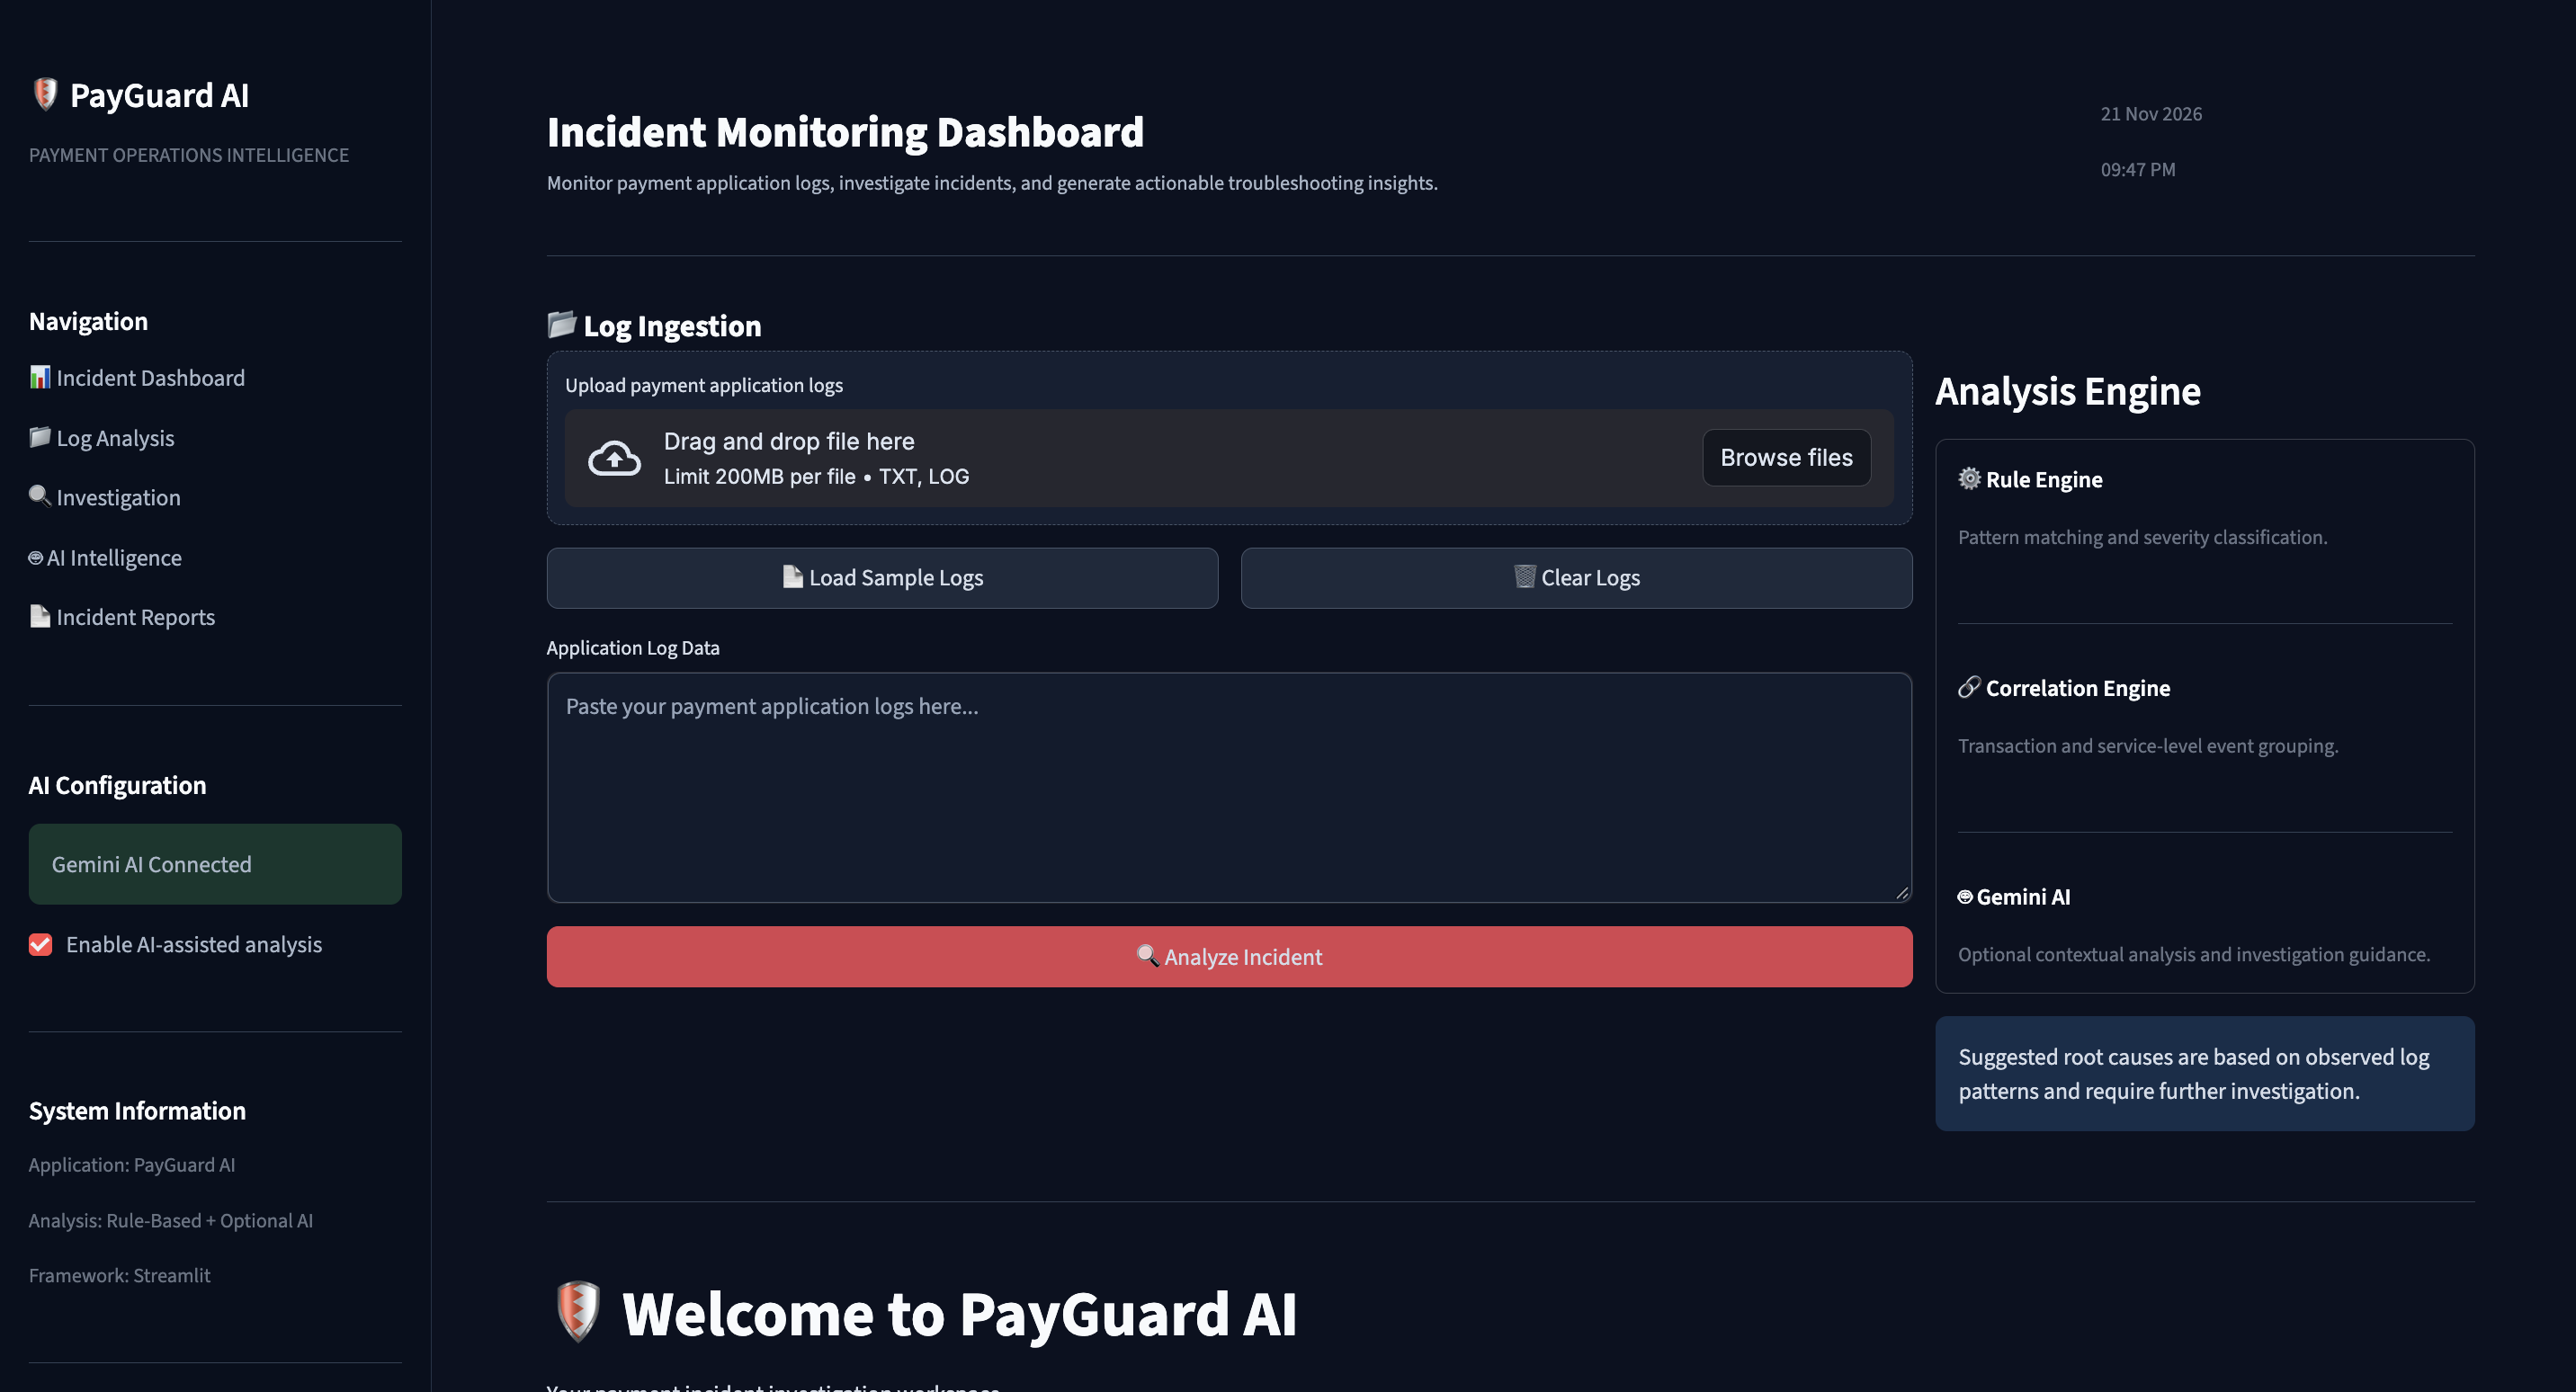 PayGuard AI
PAYMENT OPERATIONS INTELLIGENCE
Navigation
Incident Dashboard
Log Analysis
Investigation
AI Intelligence
Incident Reports
AI Configuration
Gemini AI Connected
Enable AI-assisted analysis
System Information
Application: PayGuard AI
Analysis: Rule-Based + Optional AI
Framework: Streamlit
Incident Monitoring Dashboard
Monitor payment application logs, investigate incidents, and generate actionable troubleshooting insights.
21 Nov 2026
09:47 PM
Log Ingestion
Upload payment application logs
Drag and drop file here
Limit 200MB per file • TXT, LOG
Browse files
Load Sample Logs
Clear Logs
Application Log Data
Paste your payment application logs here...
Analyze Incident
Analysis Engine
Rule Engine
Pattern matching and severity classification.
Correlation Engine
Transaction and service-level event grouping.
Gemini AI
Optional contextual analysis and investigation guidance.
Suggested root causes are based on observed log
patterns and require further investigation.
Welcome to PayGuard AI
Your payment incident investigation workspace